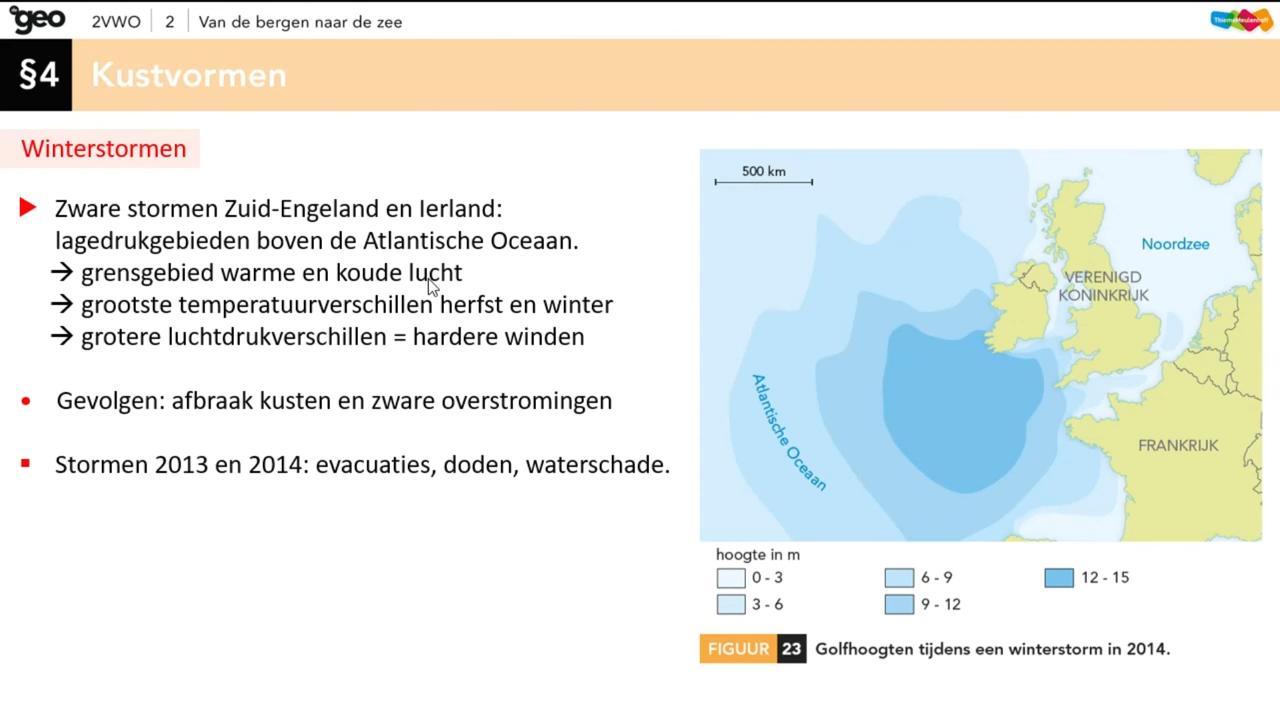 geo 2VWO 2 Van de bergen naar de zee
ThiemeMeulenhoff
§4 Kustvormen
Winterstormen
Zware stormen Zuid-Engeland en Ierland:
lagedrukgebieden boven de Atlantische Oceaan.
→ grensgebied warme en koude lucht
→ grootste temperatuurverschillen herfst en winter
→ grotere luchtdrukverschillen = hardere winden
• Gevolgen: afbraak kusten en zware overstromingen
▪ Stormen 2013 en 2014: evacuaties, doden, waterschade.
500 km
Noordzee
VERENIGD
KONINKRIJK
Atlantische Oceaan
FRANKRIJK
hoogte in m
0 - 3
6 - 9
12 - 15
3 - 6
9 - 12
FIGUUR 23 Golfhoogten tijdens een winterstorm in 2014.